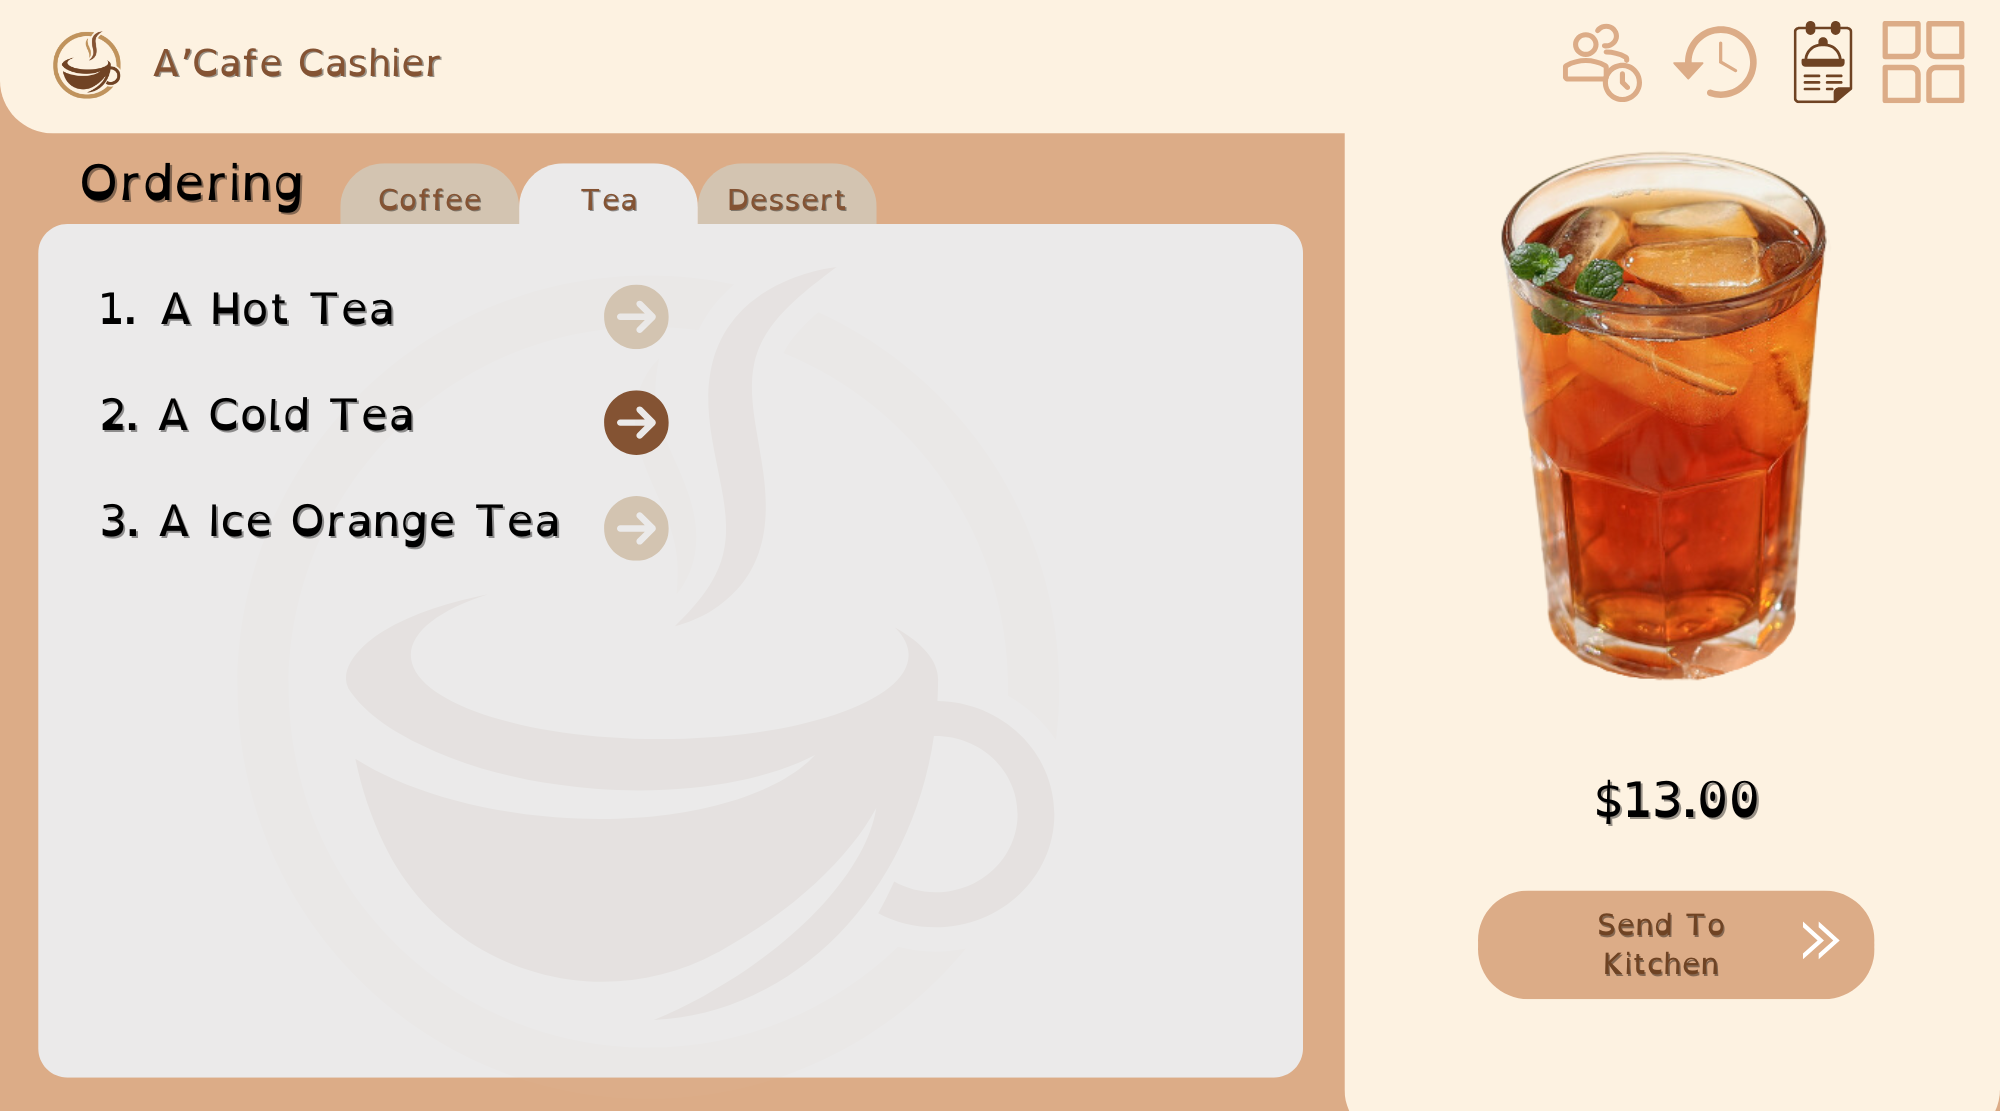 A'Cafe Cashier
Ordering
Coffee
Tea
Dessert
1. A Hot Tea
2. A Cold Tea
3. A Ice Orange Tea
$13.00
Send To
Kitchen